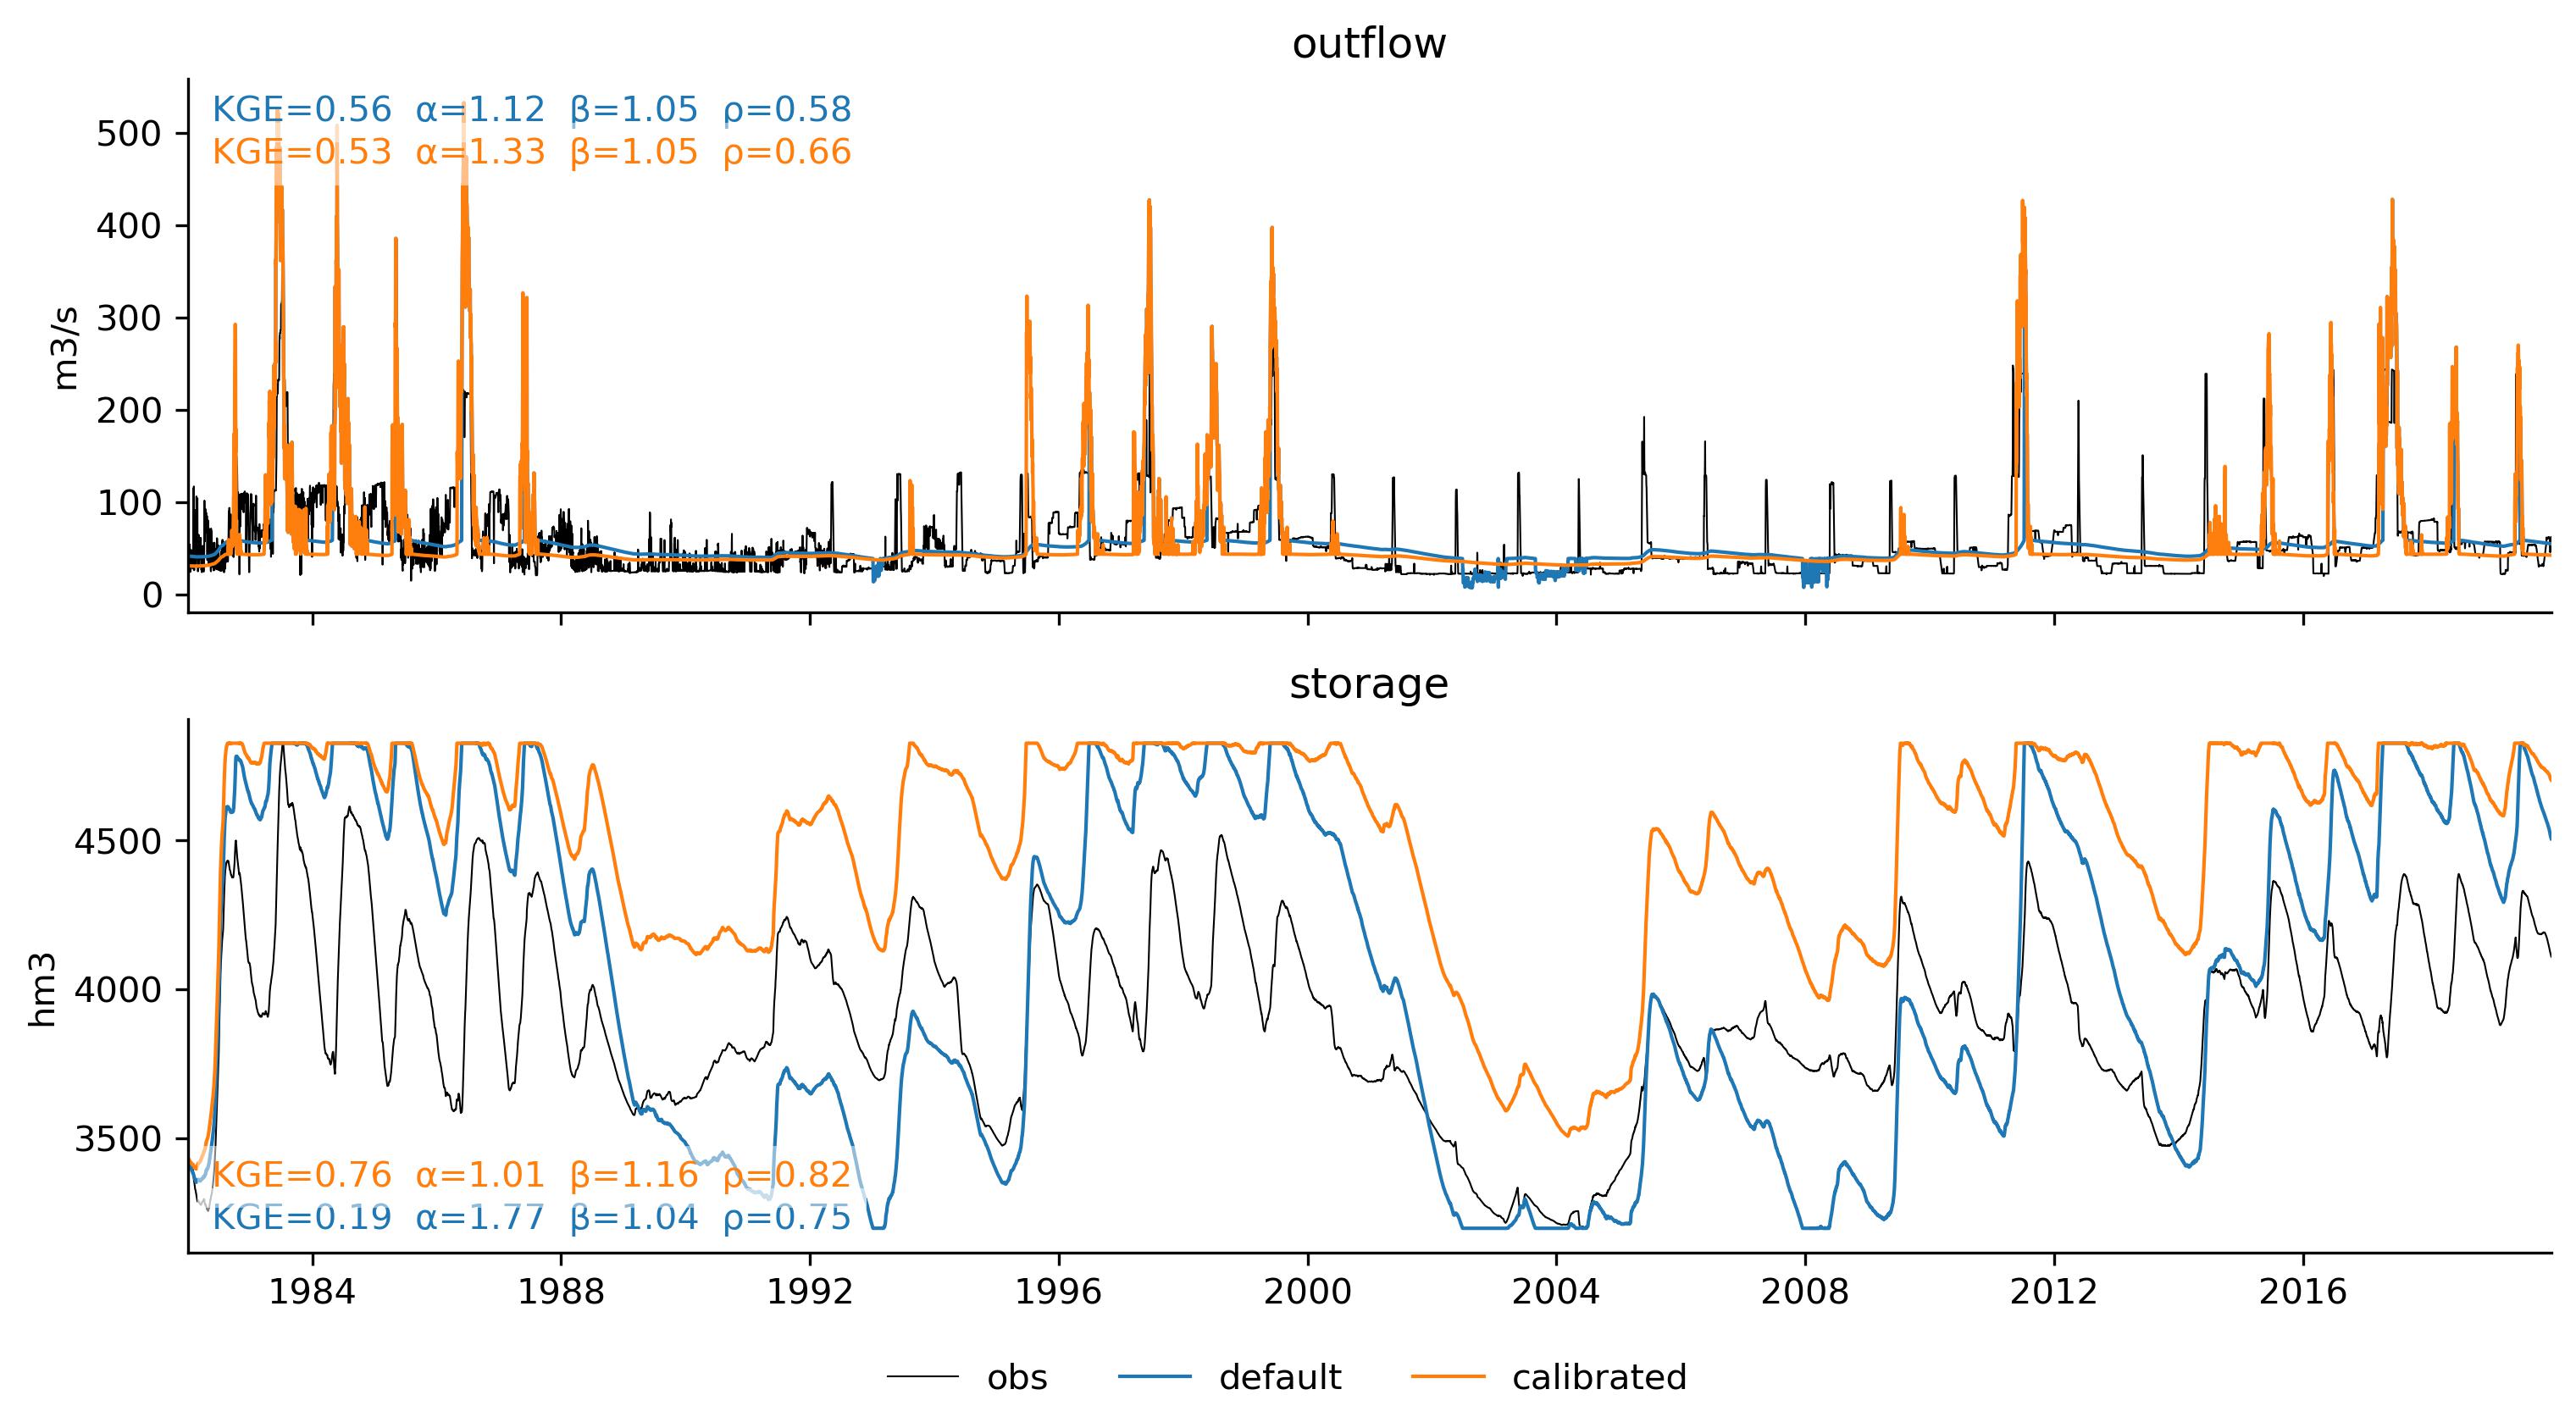 outflow
KGE=0.56 α=1.12 β=1.05 ρ=0.58
KGE=0.53 α=1.33 β=1.05 ρ=0.66
500
400
300
200
100
0
m3/s
storage
4500
4000
3500
hm3
KGE=0.76 α=1.01 β=1.16 ρ=0.82
KGE=0.19 α=1.77 β=1.04 ρ=0.75
1984 1988 1992 1996 2000 2004 2008 2012 2016
obs default calibrated